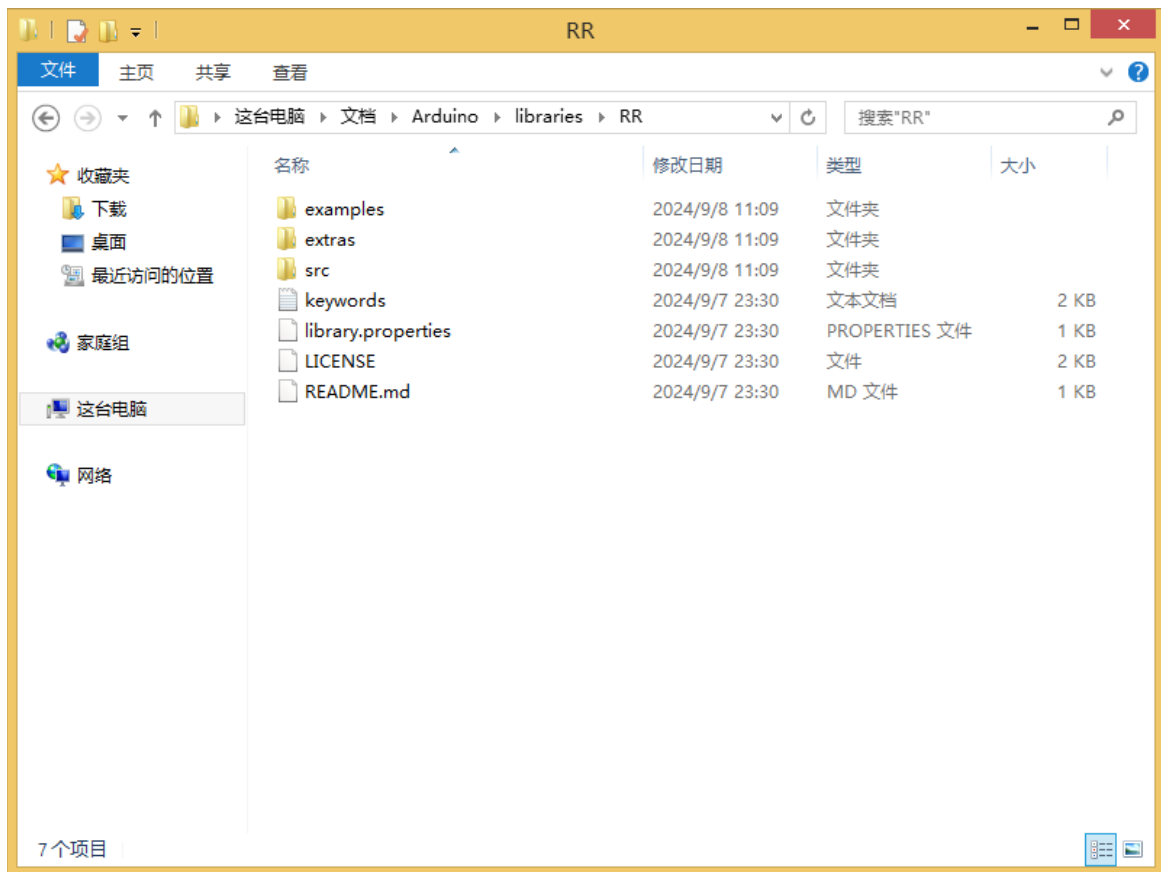 RR
文件 主页 共享 查看
这台电脑 文档 Arduino libraries RR 搜索"RR"
名称 修改日期 类型 大小
收藏夹
下载
桌面
最近访问的位置
家庭组
这台电脑
网络
examples 2024/9/8 11:09 文件夹
extras 2024/9/8 11:09 文件夹
src 2024/9/8 11:09 文件夹
keywords 2024/9/7 23:30 文本文档 2 KB
library.properties 2024/9/7 23:30 PROPERTIES 文件 1 KB
LICENSE 2024/9/7 23:30 文件 2 KB
README.md 2024/9/7 23:30 MD 文件 1 KB
7 个项目